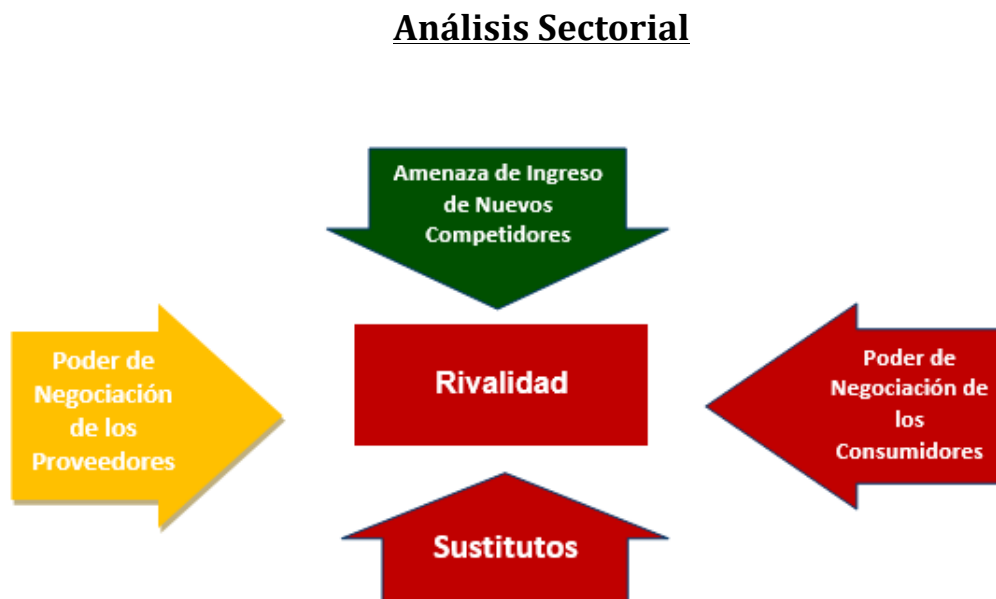 Análisis Sectorial
Amenaza de Ingreso
de Nuevos
Competidores
Poder de
Negociación
de los
Proveedores
Rivalidad
Poder de
Negociación de
los
Consumidores
Sustitutos